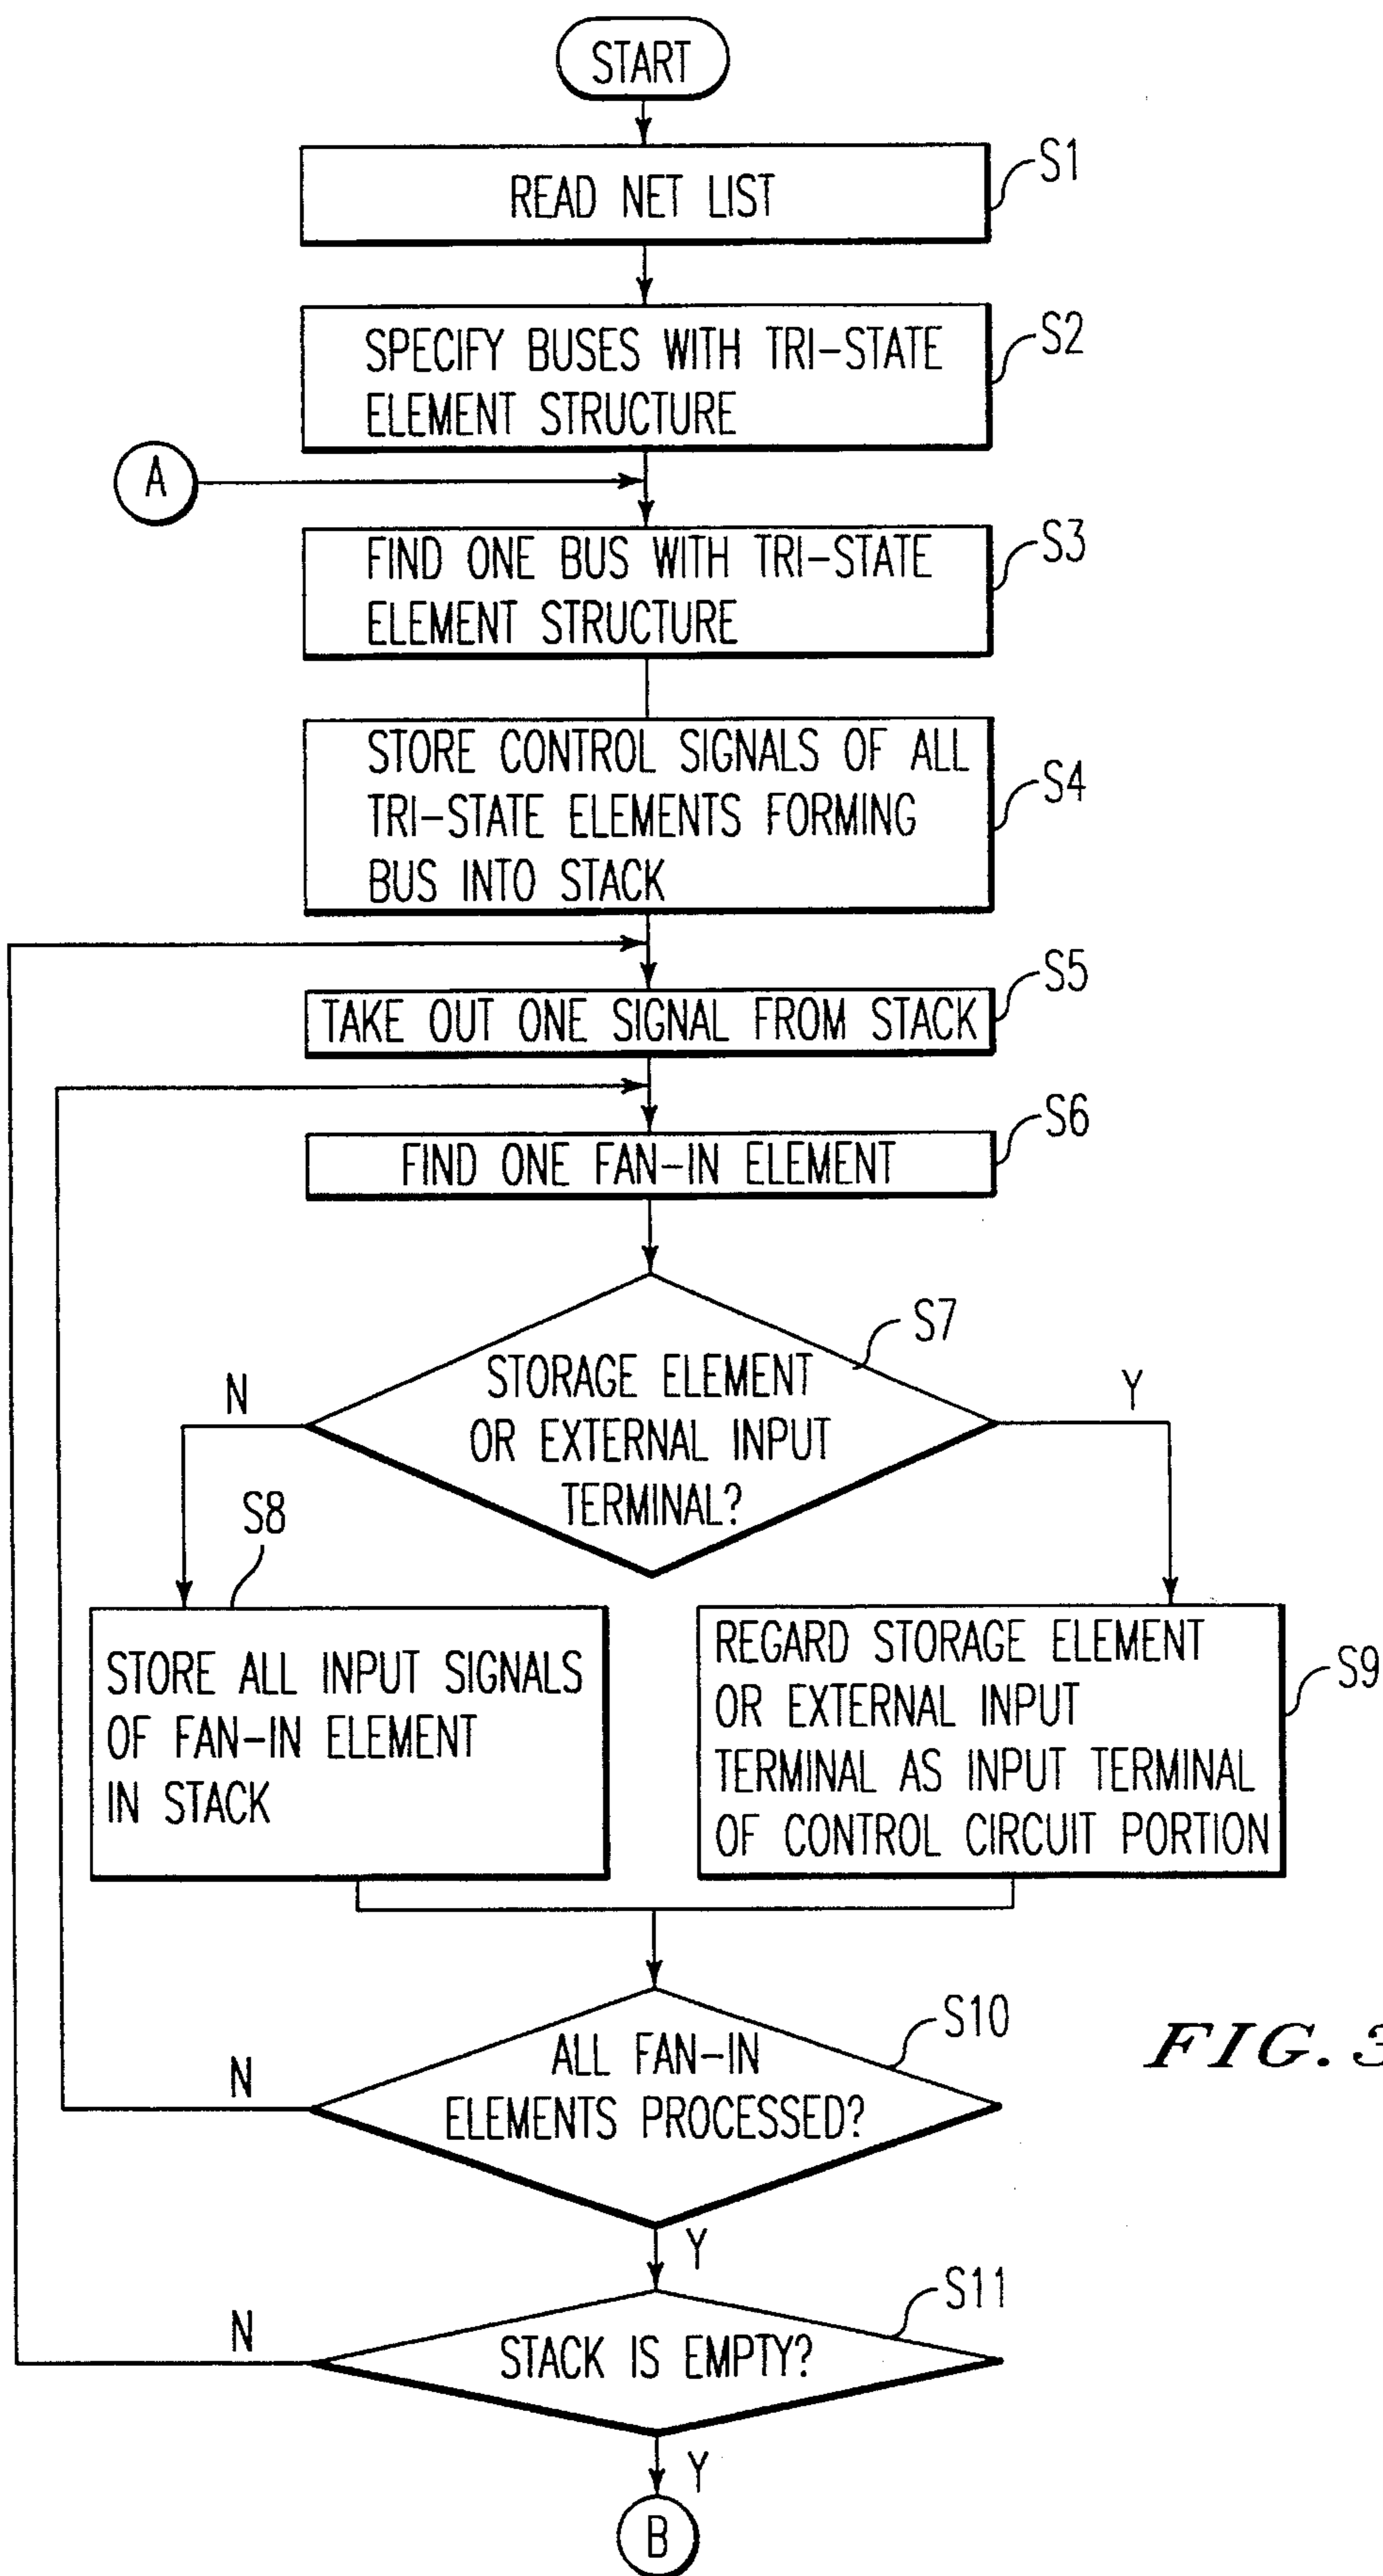 START
READ NET LIST
S1
SPECIFY BUSES WITH TRI-STATE
ELEMENT STRUCTURE
S2
A
FIND ONE BUS WITH TRI-STATE
ELEMENT STRUCTURE
S3
STORE CONTROL SIGNALS OF ALL
TRI-STATE ELEMENTS FORMING
BUS INTO STACK
S4
TAKE OUT ONE SIGNAL FROM STACK
S5
FIND ONE FAN-IN ELEMENT
S6
STORAGE ELEMENT
OR EXTERNAL INPUT
TERMINAL?
S7
N
Y
S8
STORE ALL INPUT SIGNALS
OF FAN-IN ELEMENT
IN STACK
REGARD STORAGE ELEMENT
OR EXTERNAL INPUT
TERMINAL AS INPUT TERMINAL
OF CONTROL CIRCUIT PORTION
S9
ALL FAN-IN
ELEMENTS PROCESSED?
S10
N
Y
FIG. 3
STACK IS EMPTY?
S11
N
Y
B